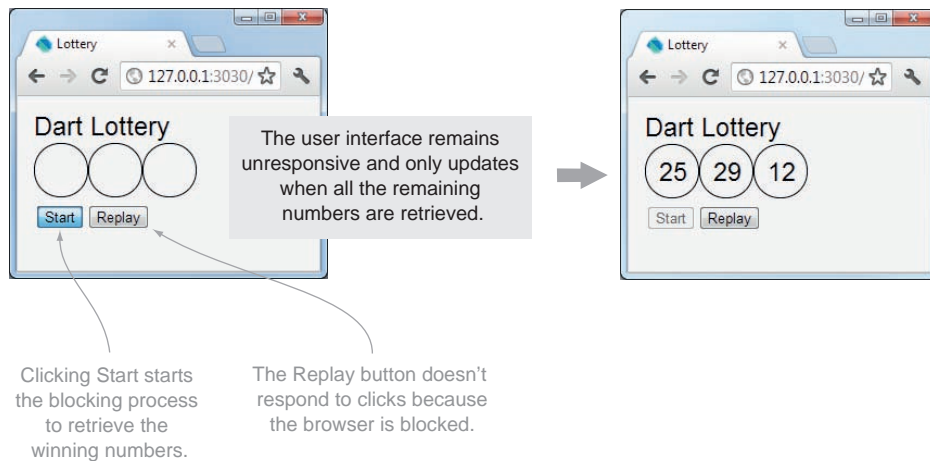 Lottery
127.0.0.1:3030/
Dart Lottery
Start Replay
The user interface remains
unresponsive and only updates
when all the remaining
numbers are retrieved.
Lottery
127.0.0.1:3030/
Dart Lottery
25 29 12
Start Replay
Clicking Start starts
the blocking process
to retrieve the
winning numbers.
The Replay button doesn’t
respond to clicks because
the browser is blocked.